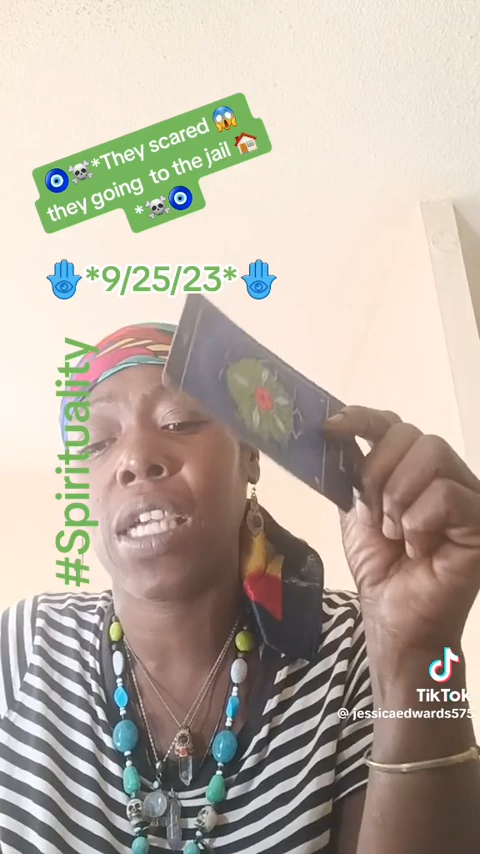 🧿☠️*They scared 😱
they going to the jail 🏠
*☠️🧿
🪬*9/25/23*🪬
#Spirituality
TikTok
@jessicaedwards575